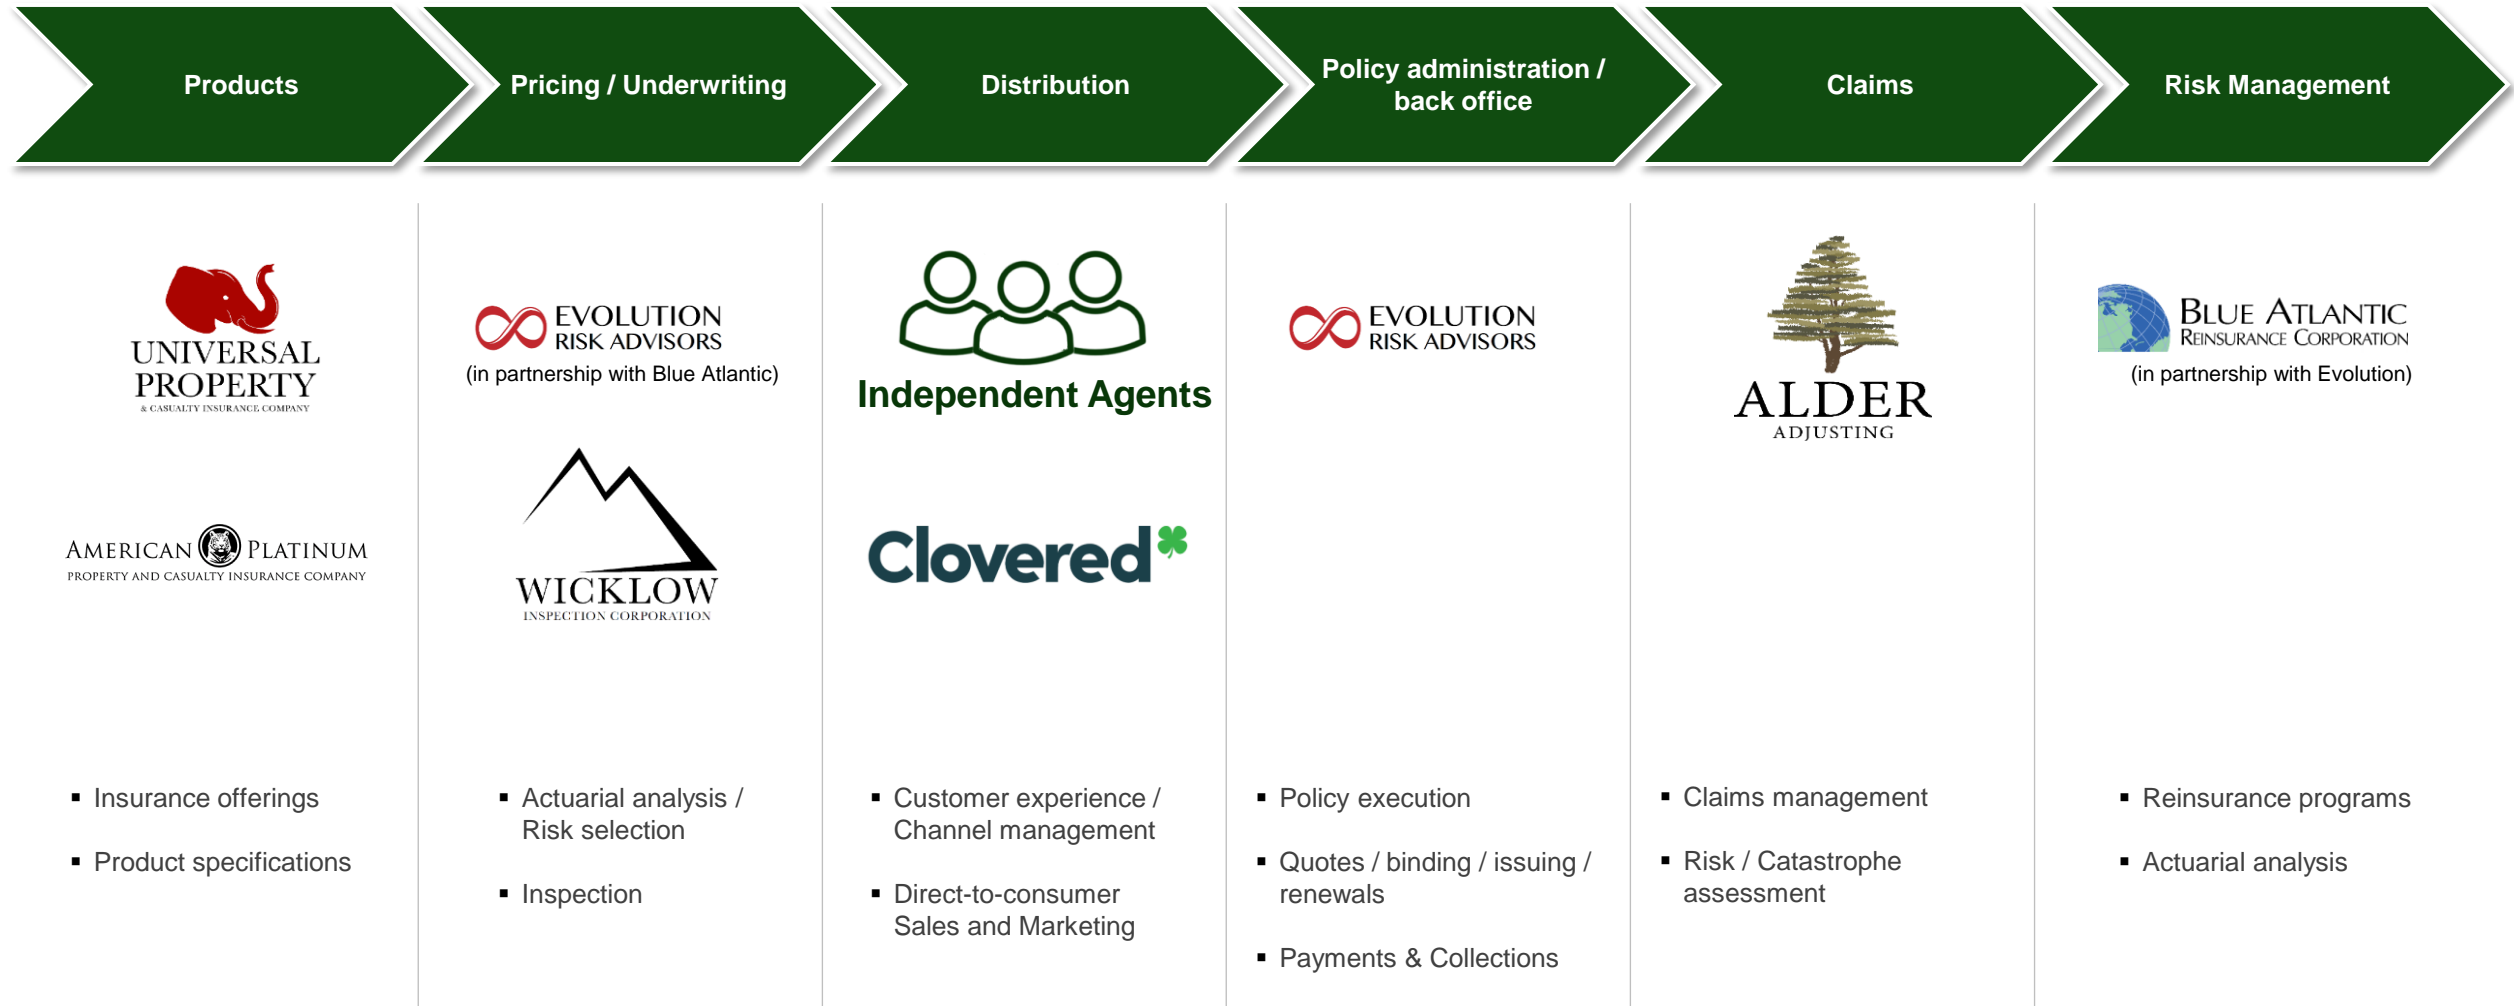 Products
Pricing / Underwriting
Distribution
Policy administration /
back office
Claims
Risk Management
UNIVERSAL
PROPERTY
& CASUALTY INSURANCE COMPANY
AMERICAN PLATINUM
PROPERTY AND CASUALTY INSURANCE COMPANY
▪ Insurance offerings
▪ Product specifications
EVOLUTION
RISK ADVISORS
(in partnership with Blue Atlantic)
WICKLOW
INSPECTION CORPORATION
▪ Actuarial analysis /
Risk selection
▪ Inspection
Independent Agents
Clovered
▪ Customer experience /
Channel management
▪ Direct-to-consumer
Sales and Marketing
EVOLUTION
RISK ADVISORS
▪ Policy execution
▪ Quotes / binding / issuing /
renewals
▪ Payments & Collections
ALDER
ADJUSTING
▪ Claims management
▪ Risk / Catastrophe
assessment
BLUE ATLANTIC
REINSURANCE CORPORATION
(in partnership with Evolution)
▪ Reinsurance programs
▪ Actuarial analysis